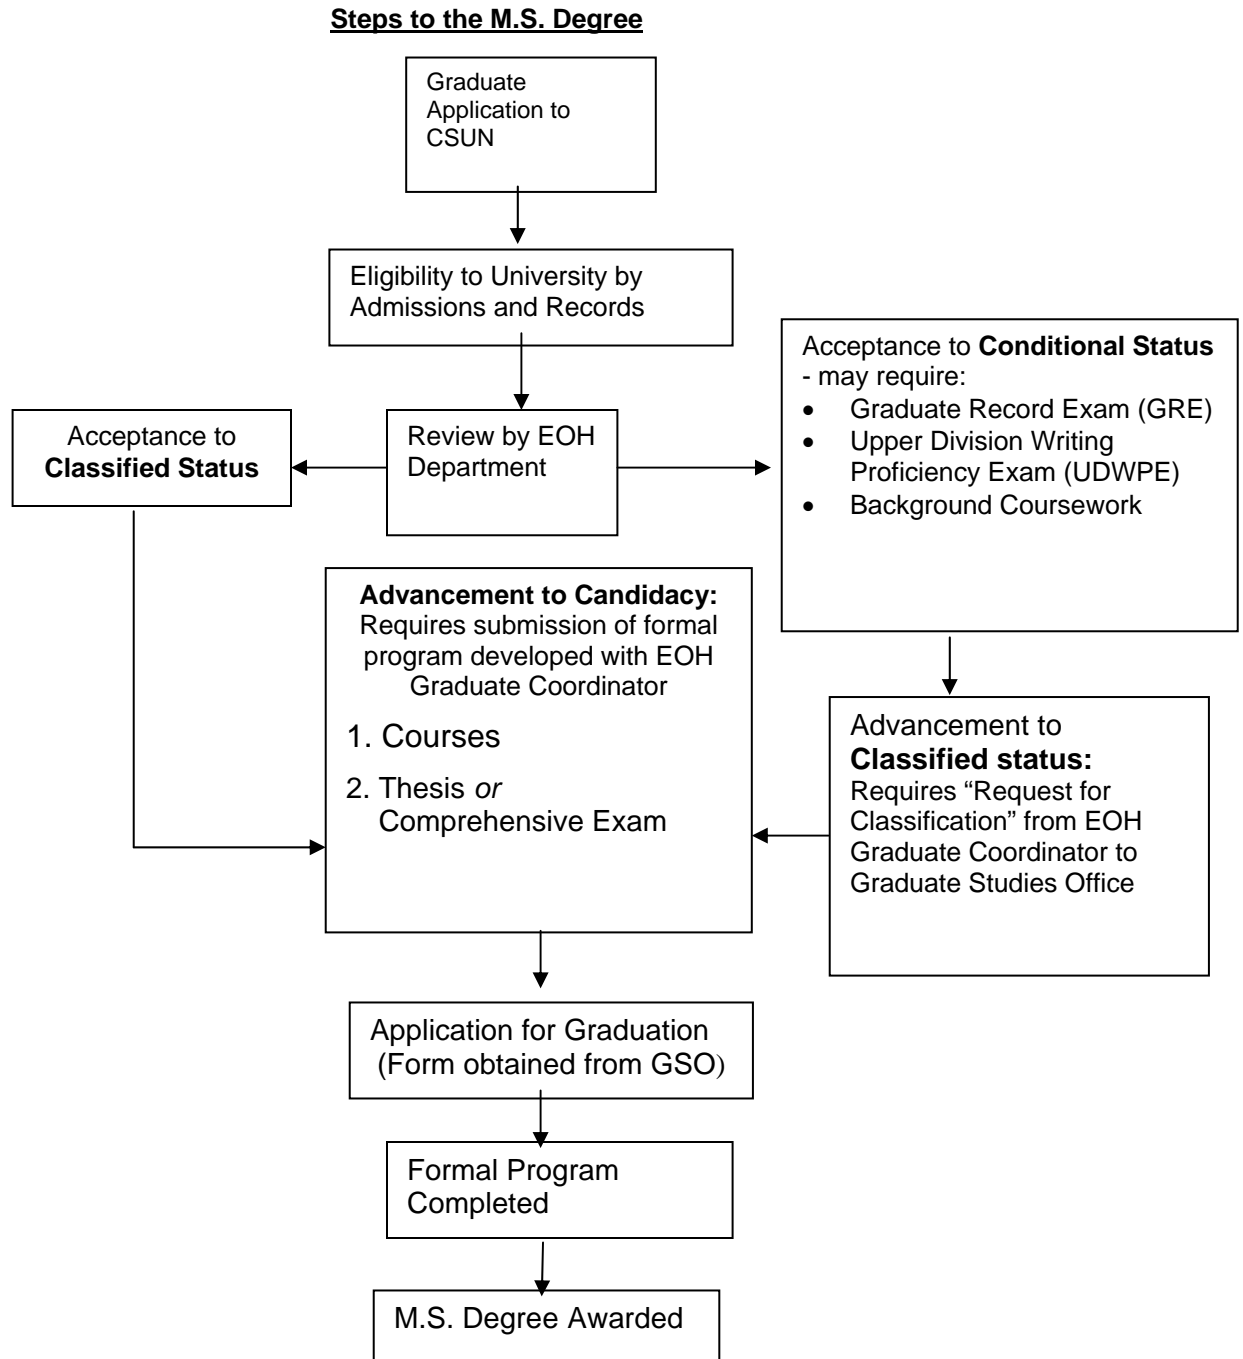 Steps to the M.S. Degree
Graduate
Application to
CSUN
Eligibility to University by
Admissions and Records
Acceptance to Conditional Status
- may require:
• Graduate Record Exam (GRE)
• Upper Division Writing
Proficiency Exam (UDWPE)
• Background Coursework
Acceptance to
Classified Status
Review by EOH
Department
Advancement to Candidacy:
Requires submission of formal
program developed with EOH
Graduate Coordinator
1. Courses
2. Thesis or
Comprehensive Exam
Advancement to
Classified status:
Requires “Request for
Classification” from EOH
Graduate Coordinator to
Graduate Studies Office
Application for Graduation
(Form obtained from GSO)
Formal Program
Completed
M.S. Degree Awarded